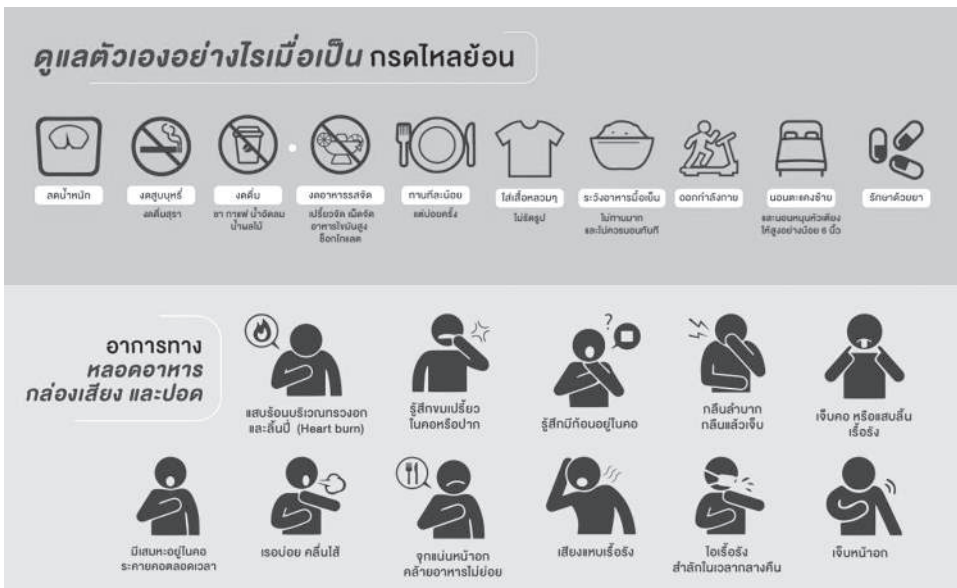 ดูแลตัวเองอย่างไรเมื่อเป็น กรดไหลย้อน
ลดน้ำหนัก
งดสูบบุหรี่
งดดื่มสุรา
งดดื่ม
ชา กาแฟ น้ำอัดลม
น้ำผลไม้
งดอาหารรสจัด
เปรี้ยวจัด เผ็ดจัด
อาหารไขมันสูง
ช็อกโกแลต
ทานทีละน้อย
แต่บ่อยครั้ง
ใส่เสื้อหลวมๆ
ไม่รัดรูป
ระวังอาหารมื้อเย็น
ไม่ทานมาก
และไม่ควรนอนทันที
ออกกำลังกาย
นอนตะแคงซ้าย
และนอนหนุนหัวเตียง
ให้สูงอย่างน้อย 6 นิ้ว
รักษาด้วยยา
อาการทาง
หลอดอาหาร
กล่องเสียง และปอด
แสบร้อนบริเวณทรวงอก
และลิ้นปี่ (Heart burn)
รู้สึกขมเปรี้ยว
ในคอหรือปาก
?
รู้สึกมีก้อนอยู่ในคอ
กลืนลำบาก
กลืนแล้วเจ็บ
เจ็บคอ หรือแสบลิ้น
เรื้อรัง
มีเสมหะอยู่ในคอ
ระคายคอตลอดเวลา
เรอบ่อย คลื่นไส้
จุกแน่นหน้าอก
คล้ายอาหารไม่ย่อย
เสียงแหบเรื้อรัง
ไอเรื้อรัง
สำลักในเวลากลางคืน
เจ็บหน้าอก